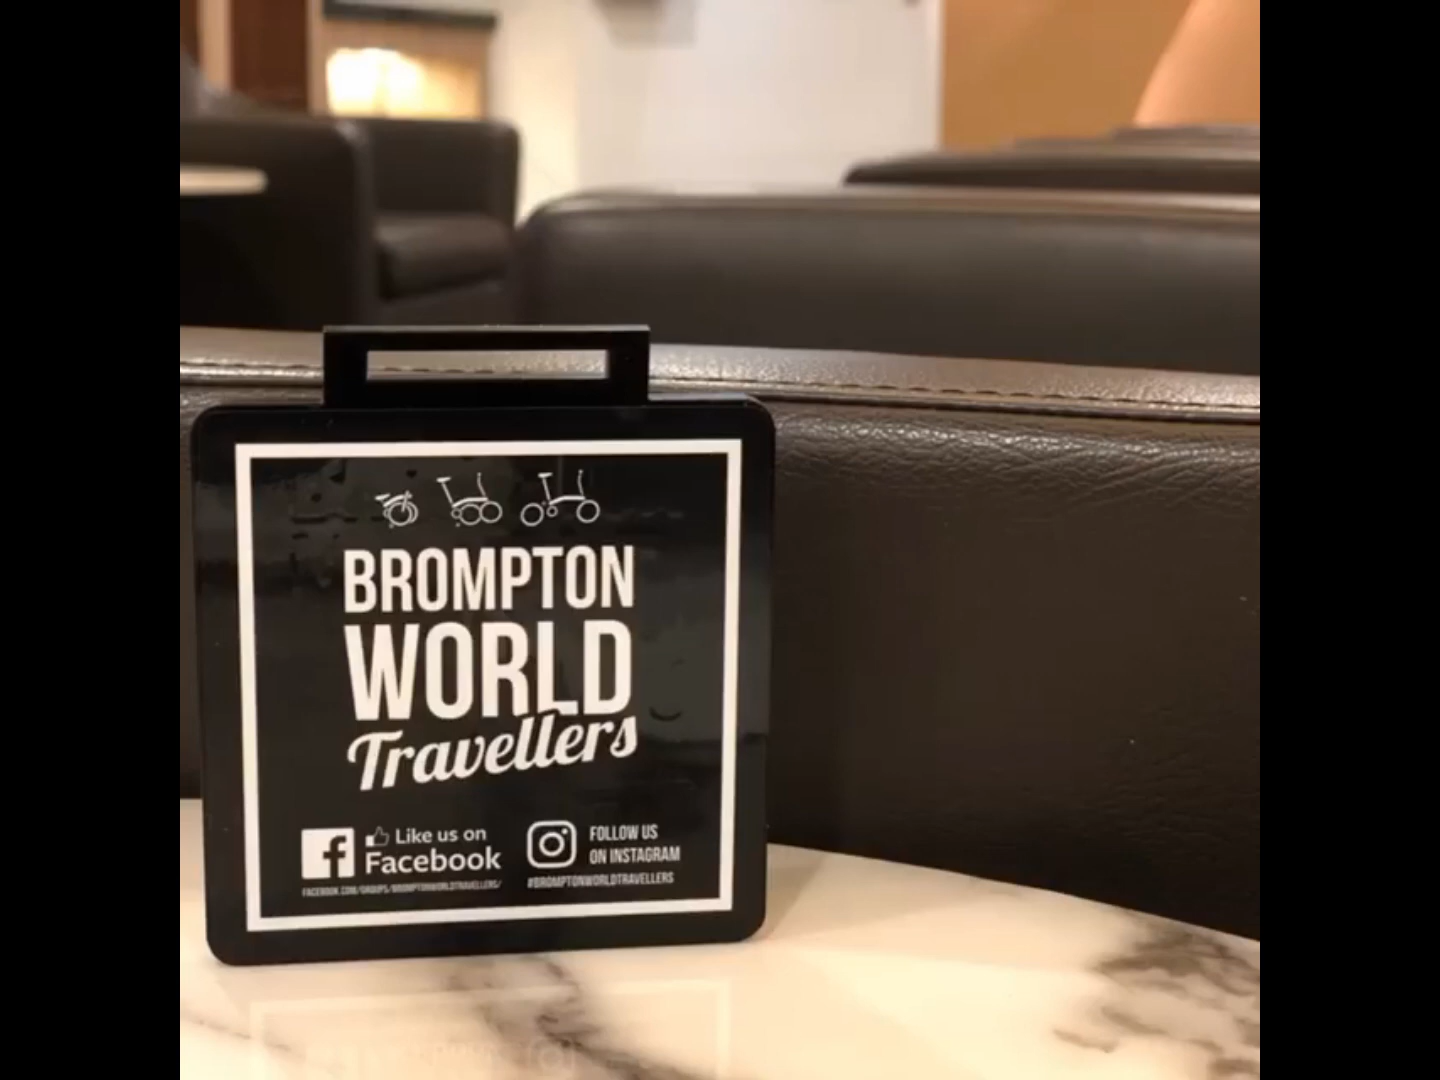 BROMPTON
WORLD
Travellers
f Like us on
Facebook
FACEBOOK.COM/GROUPS/BROMPTONWORLDTRAVELLERS/
FOLLOW US
ON INSTAGRAM
#BROMPTONWORLDTRAVELLERS